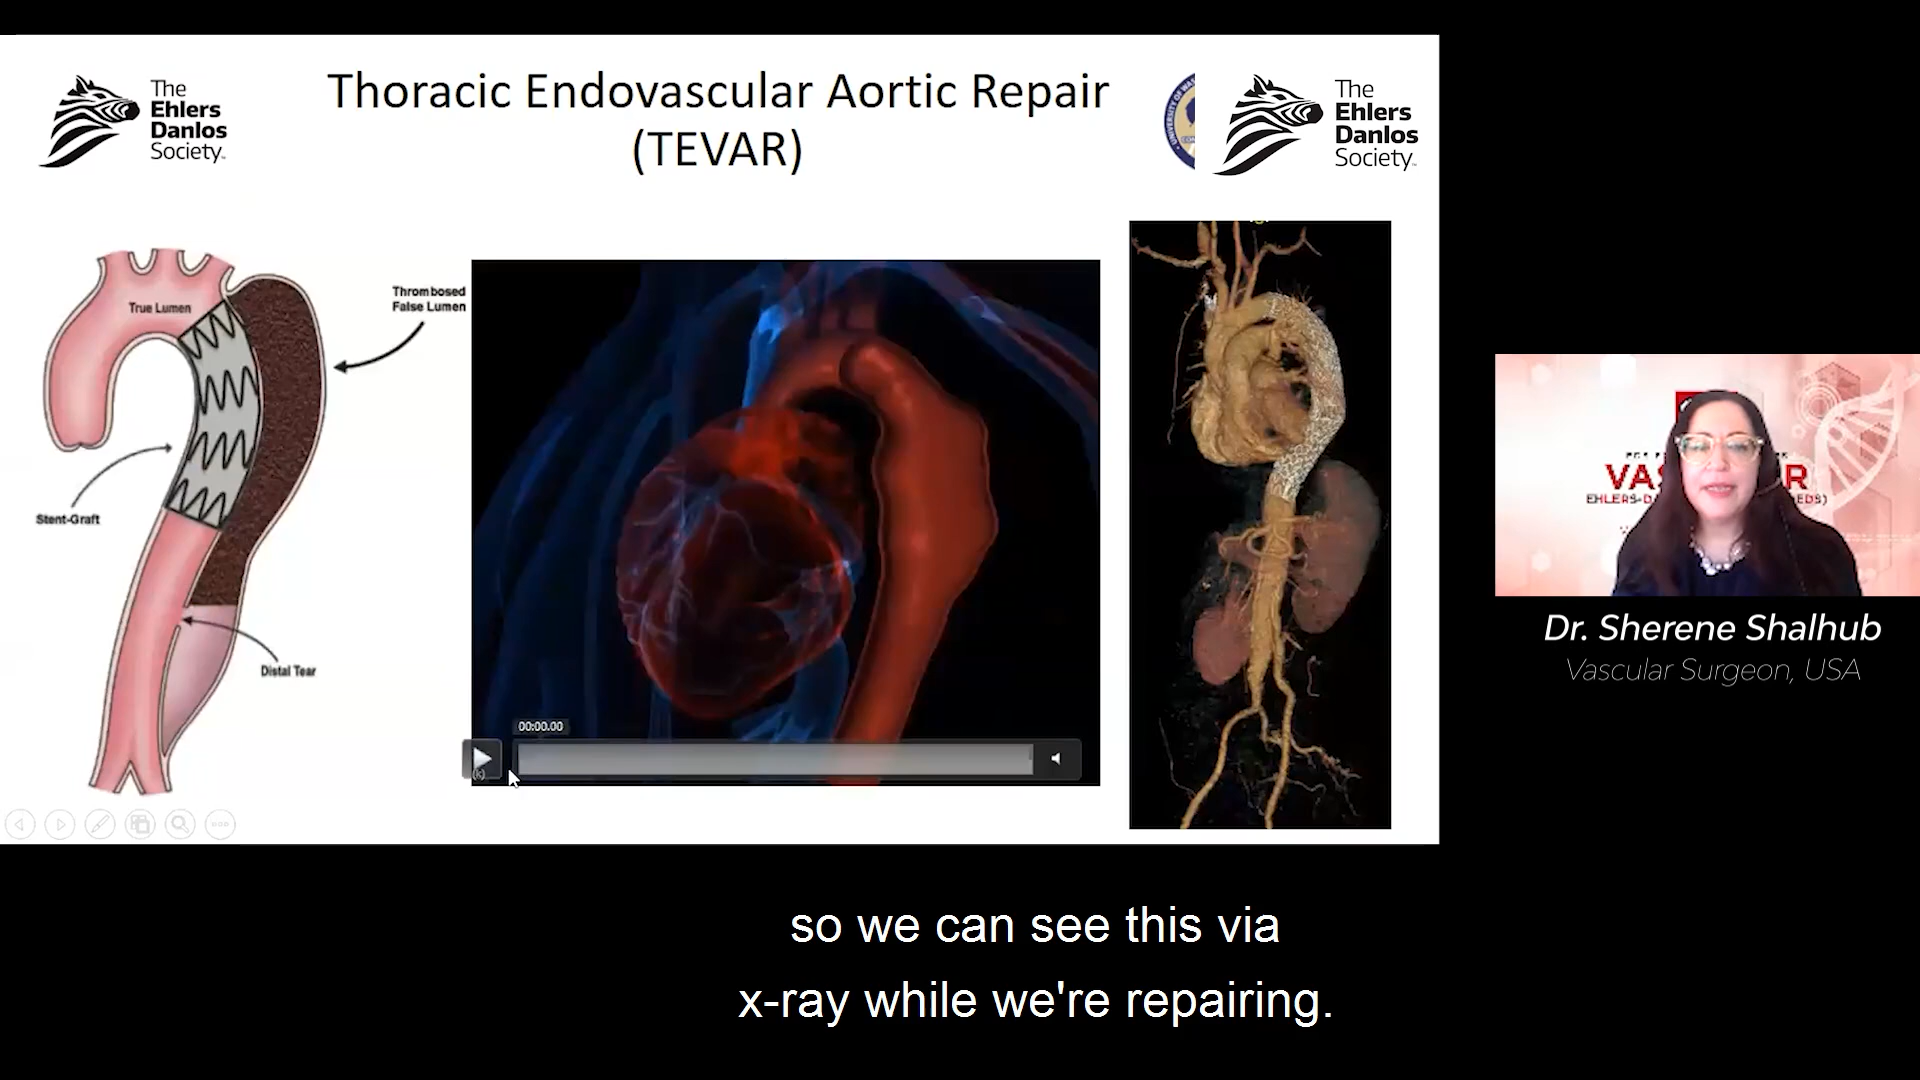 The
Ehlers
Danlos
Society
Thoracic Endovascular Aortic Repair
(TEVAR)
The
Ehlers
Danlos
Society
True Lumen
Thrombosed
False Lumen
Stent-Graft
Distal Tear
00:00.00
Dr. Sherene Shalhub
Vascular Surgeon, USA
so we can see this via
x-ray while we're repairing.